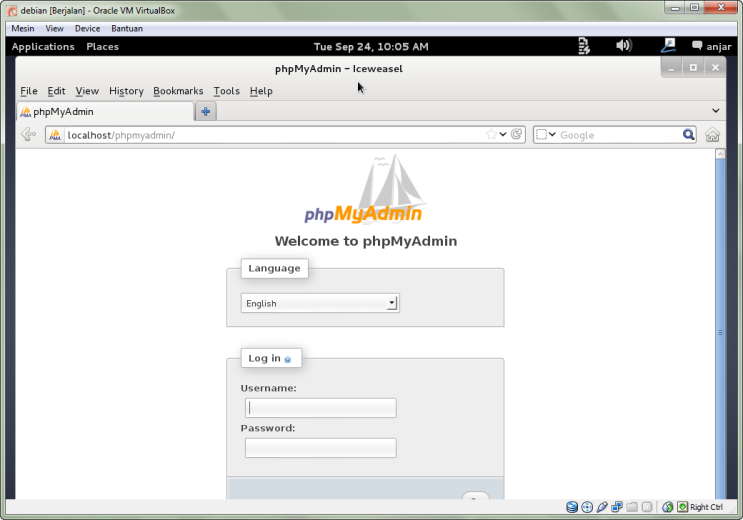 debian [Berjalan] - Oracle VM VirtualBox
Mesin View Device Bantuan
Applications Places Tue Sep 24, 10:05 AM anjar
phpMyAdmin - Iceweasel
File Edit View History Bookmarks Tools Help
phpMyAdmin
localhost/phpmyadmin/ Google
phpMyAdmin
Welcome to phpMyAdmin
Language
English
Log in
Username:
Password:
Right Ctrl